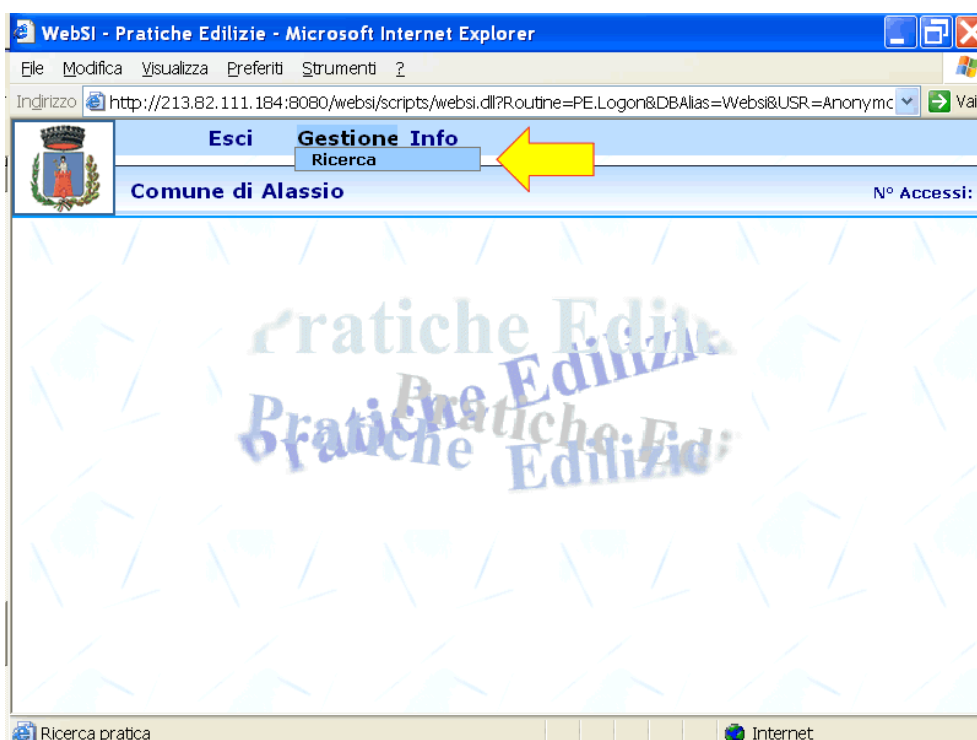 WebSI - Pratiche Edilizie - Microsoft Internet Explorer
File Modifica Visualizza Preferiti Strumenti ?
Indirizzo http://213.82.111.184:8080/websi/scripts/websi.dll?Routine=PE.Logon&DBAlias=Websi&USR=Anonymo Vai
Esci Gestione Info
Ricerca
Comune di Alassio
N° Accessi:
Pratiche Edilizie
Pratiche Edilizie
Pratiche Edi
Pratiche Edilizie
Ricerca pratica Internet